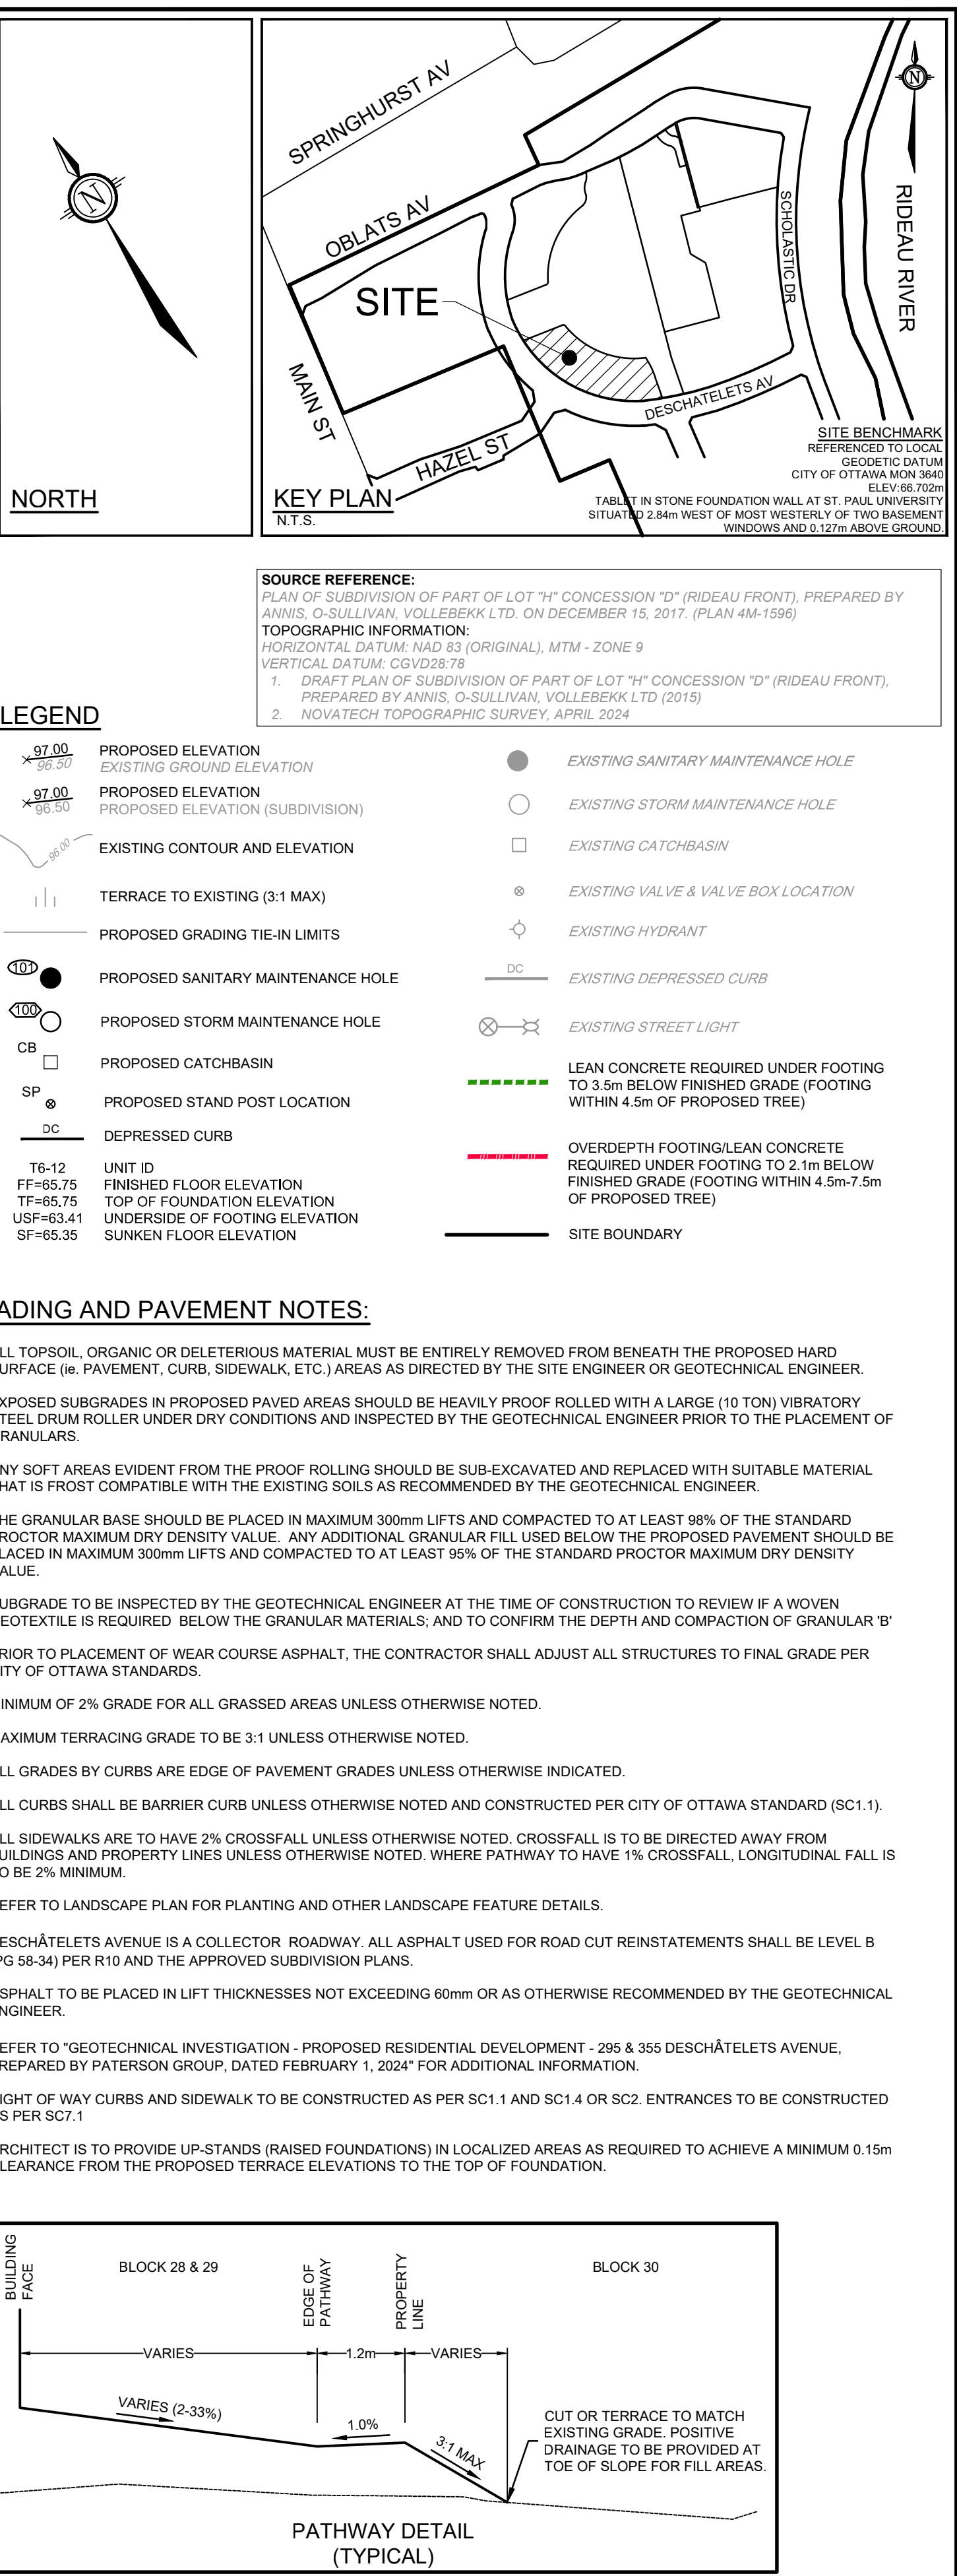 N
NORTH
SPRINGHURST AV
OBLATS AV
SITE
MAIN ST
HAZEL ST
DESCHATELETS AV
SCHOLASTIC DR
N
RIDEAU RIVER
KEY PLAN
N.T.S.
SITE BENCHMARK
REFERENCED TO LOCAL
GEODETIC DATUM
CITY OF OTTAWA MON 3640
ELEV:66.702m
TABLET IN STONE FOUNDATION WALL AT ST. PAUL UNIVERSITY
SITUATED 2.84m WEST OF MOST WESTERLY OF TWO BASEMENT
WINDOWS AND 0.127m ABOVE GROUND.
SOURCE REFERENCE:
PLAN OF SUBDIVISION OF PART OF LOT "H" CONCESSION "D" (RIDEAU FRONT), PREPARED BY
ANNIS, O-SULLIVAN, VOLLEBEKK LTD. ON DECEMBER 15, 2017. (PLAN 4M-1596)
TOPOGRAPHIC INFORMATION:
HORIZONTAL DATUM: NAD 83 (ORIGINAL), MTM - ZONE 9
VERTICAL DATUM: CGVD28:78
1. DRAFT PLAN OF SUBDIVISION OF PART OF LOT "H" CONCESSION "D" (RIDEAU FRONT),
PREPARED BY ANNIS, O-SULLIVAN, VOLLEBEKK LTD (2015)
2. NOVATECH TOPOGRAPHIC SURVEY, APRIL 2024
LEGEND
97.00 PROPOSED ELEVATION
96.50 EXISTING GROUND ELEVATION
97.00 PROPOSED ELEVATION
96.50 PROPOSED ELEVATION (SUBDIVISION)
96.00 EXISTING CONTOUR AND ELEVATION
TERRACE TO EXISTING (3:1 MAX)
PROPOSED GRADING TIE-IN LIMITS
101 PROPOSED SANITARY MAINTENANCE HOLE
100 PROPOSED STORM MAINTENANCE HOLE
CB PROPOSED CATCHBASIN
SP PROPOSED STAND POST LOCATION
DC DEPRESSED CURB
T6-12 UNIT ID
FF=65.75 FINISHED FLOOR ELEVATION
TF=65.75 TOP OF FOUNDATION ELEVATION
USF=63.41 UNDERSIDE OF FOOTING ELEVATION
SF=65.35 SUNKEN FLOOR ELEVATION
EXISTING SANITARY MAINTENANCE HOLE
EXISTING STORM MAINTENANCE HOLE
EXISTING CATCHBASIN
EXISTING VALVE & VALVE BOX LOCATION
EXISTING HYDRANT
DC EXISTING DEPRESSED CURB
EXISTING STREET LIGHT
LEAN CONCRETE REQUIRED UNDER FOOTING
TO 3.5m BELOW FINISHED GRADE (FOOTING
WITHIN 4.5m OF PROPOSED TREE)
OVERDEPTH FOOTING/LEAN CONCRETE
REQUIRED UNDER FOOTING TO 2.1m BELOW
FINISHED GRADE (FOOTING WITHIN 4.5m-7.5m
OF PROPOSED TREE)
SITE BOUNDARY
ADING AND PAVEMENT NOTES:
LL TOPSOIL, ORGANIC OR DELETERIOUS MATERIAL MUST BE ENTIRELY REMOVED FROM BENEATH THE PROPOSED HARD
URFACE (ie. PAVEMENT, CURB, SIDEWALK, ETC.) AREAS AS DIRECTED BY THE SITE ENGINEER OR GEOTECHNICAL ENGINEER.
XPOSED SUBGRADES IN PROPOSED PAVED AREAS SHOULD BE HEAVILY PROOF ROLLED WITH A LARGE (10 TON) VIBRATORY
TEEL DRUM ROLLER UNDER DRY CONDITIONS AND INSPECTED BY THE GEOTECHNICAL ENGINEER PRIOR TO THE PLACEMENT OF
RANULARS.
NY SOFT AREAS EVIDENT FROM THE PROOF ROLLING SHOULD BE SUB-EXCAVATED AND REPLACED WITH SUITABLE MATERIAL
HAT IS FROST COMPATIBLE WITH THE EXISTING SOILS AS RECOMMENDED BY THE GEOTECHNICAL ENGINEER.
HE GRANULAR BASE SHOULD BE PLACED IN MAXIMUM 300mm LIFTS AND COMPACTED TO AT LEAST 98% OF THE STANDARD
ROCTOR MAXIMUM DRY DENSITY VALUE. ANY ADDITIONAL GRANULAR FILL USED BELOW THE PROPOSED PAVEMENT SHOULD BE
LACED IN MAXIMUM 300mm LIFTS AND COMPACTED TO AT LEAST 95% OF THE STANDARD PROCTOR MAXIMUM DRY DENSITY
ALUE.
UBGRADE TO BE INSPECTED BY THE GEOTECHNICAL ENGINEER AT THE TIME OF CONSTRUCTION TO REVIEW IF A WOVEN
EOTEXTILE IS REQUIRED BELOW THE GRANULAR MATERIALS; AND TO CONFIRM THE DEPTH AND COMPACTION OF GRANULAR 'B'
RIOR TO PLACEMENT OF WEAR COURSE ASPHALT, THE CONTRACTOR SHALL ADJUST ALL STRUCTURES TO FINAL GRADE PER
ITY OF OTTAWA STANDARDS.
INIMUM OF 2% GRADE FOR ALL GRASSED AREAS UNLESS OTHERWISE NOTED.
AXIMUM TERRACING GRADE TO BE 3:1 UNLESS OTHERWISE NOTED.
LL GRADES BY CURBS ARE EDGE OF PAVEMENT GRADES UNLESS OTHERWISE INDICATED.
LL CURBS SHALL BE BARRIER CURB UNLESS OTHERWISE NOTED AND CONSTRUCTED PER CITY OF OTTAWA STANDARD (SC1.1).
LL SIDEWALKS ARE TO HAVE 2% CROSSFALL UNLESS OTHERWISE NOTED. CROSSFALL IS TO BE DIRECTED AWAY FROM
UILDINGS AND PROPERTY LINES UNLESS OTHERWISE NOTED. WHERE PATHWAY TO HAVE 1% CROSSFALL, LONGITUDINAL FALL IS
O BE 2% MINIMUM.
EFER TO LANDSCAPE PLAN FOR PLANTING AND OTHER LANDSCAPE FEATURE DETAILS.
ESCHÂTELETS AVENUE IS A COLLECTOR ROADWAY. ALL ASPHALT USED FOR ROAD CUT REINSTATEMENTS SHALL BE LEVEL B
PG 58-34) PER R10 AND THE APPROVED SUBDIVISION PLANS.
SPHALT TO BE PLACED IN LIFT THICKNESSES NOT EXCEEDING 60mm OR AS OTHERWISE RECOMMENDED BY THE GEOTECHNICAL
NGINEER.
EFER TO "GEOTECHNICAL INVESTIGATION - PROPOSED RESIDENTIAL DEVELOPMENT - 295 & 355 DESCHÂTELETS AVENUE,
REPARED BY PATERSON GROUP, DATED FEBRUARY 1, 2024" FOR ADDITIONAL INFORMATION.
IGHT OF WAY CURBS AND SIDEWALK TO BE CONSTRUCTED AS PER SC1.1 AND SC1.4 OR SC2. ENTRANCES TO BE CONSTRUCTED
S PER SC7.1
RCHITECT IS TO PROVIDE UP-STANDS (RAISED FOUNDATIONS) IN LOCALIZED AREAS AS REQUIRED TO ACHIEVE A MINIMUM 0.15m
LEARANCE FROM THE PROPOSED TERRACE ELEVATIONS TO THE TOP OF FOUNDATION.
BUILDING
FACE
BLOCK 28 & 29
EDGE OF
PATHWAY
PROPERTY
LINE
BLOCK 30
VARIES
1.2m
VARIES
VARIES (2-33%)
1.0%
3:1 MAX
CUT OR TERRACE TO MATCH
EXISTING GRADE. POSITIVE
DRAINAGE TO BE PROVIDED AT
TOE OF SLOPE FOR FILL AREAS.
PATHWAY DETAIL
(TYPICAL)